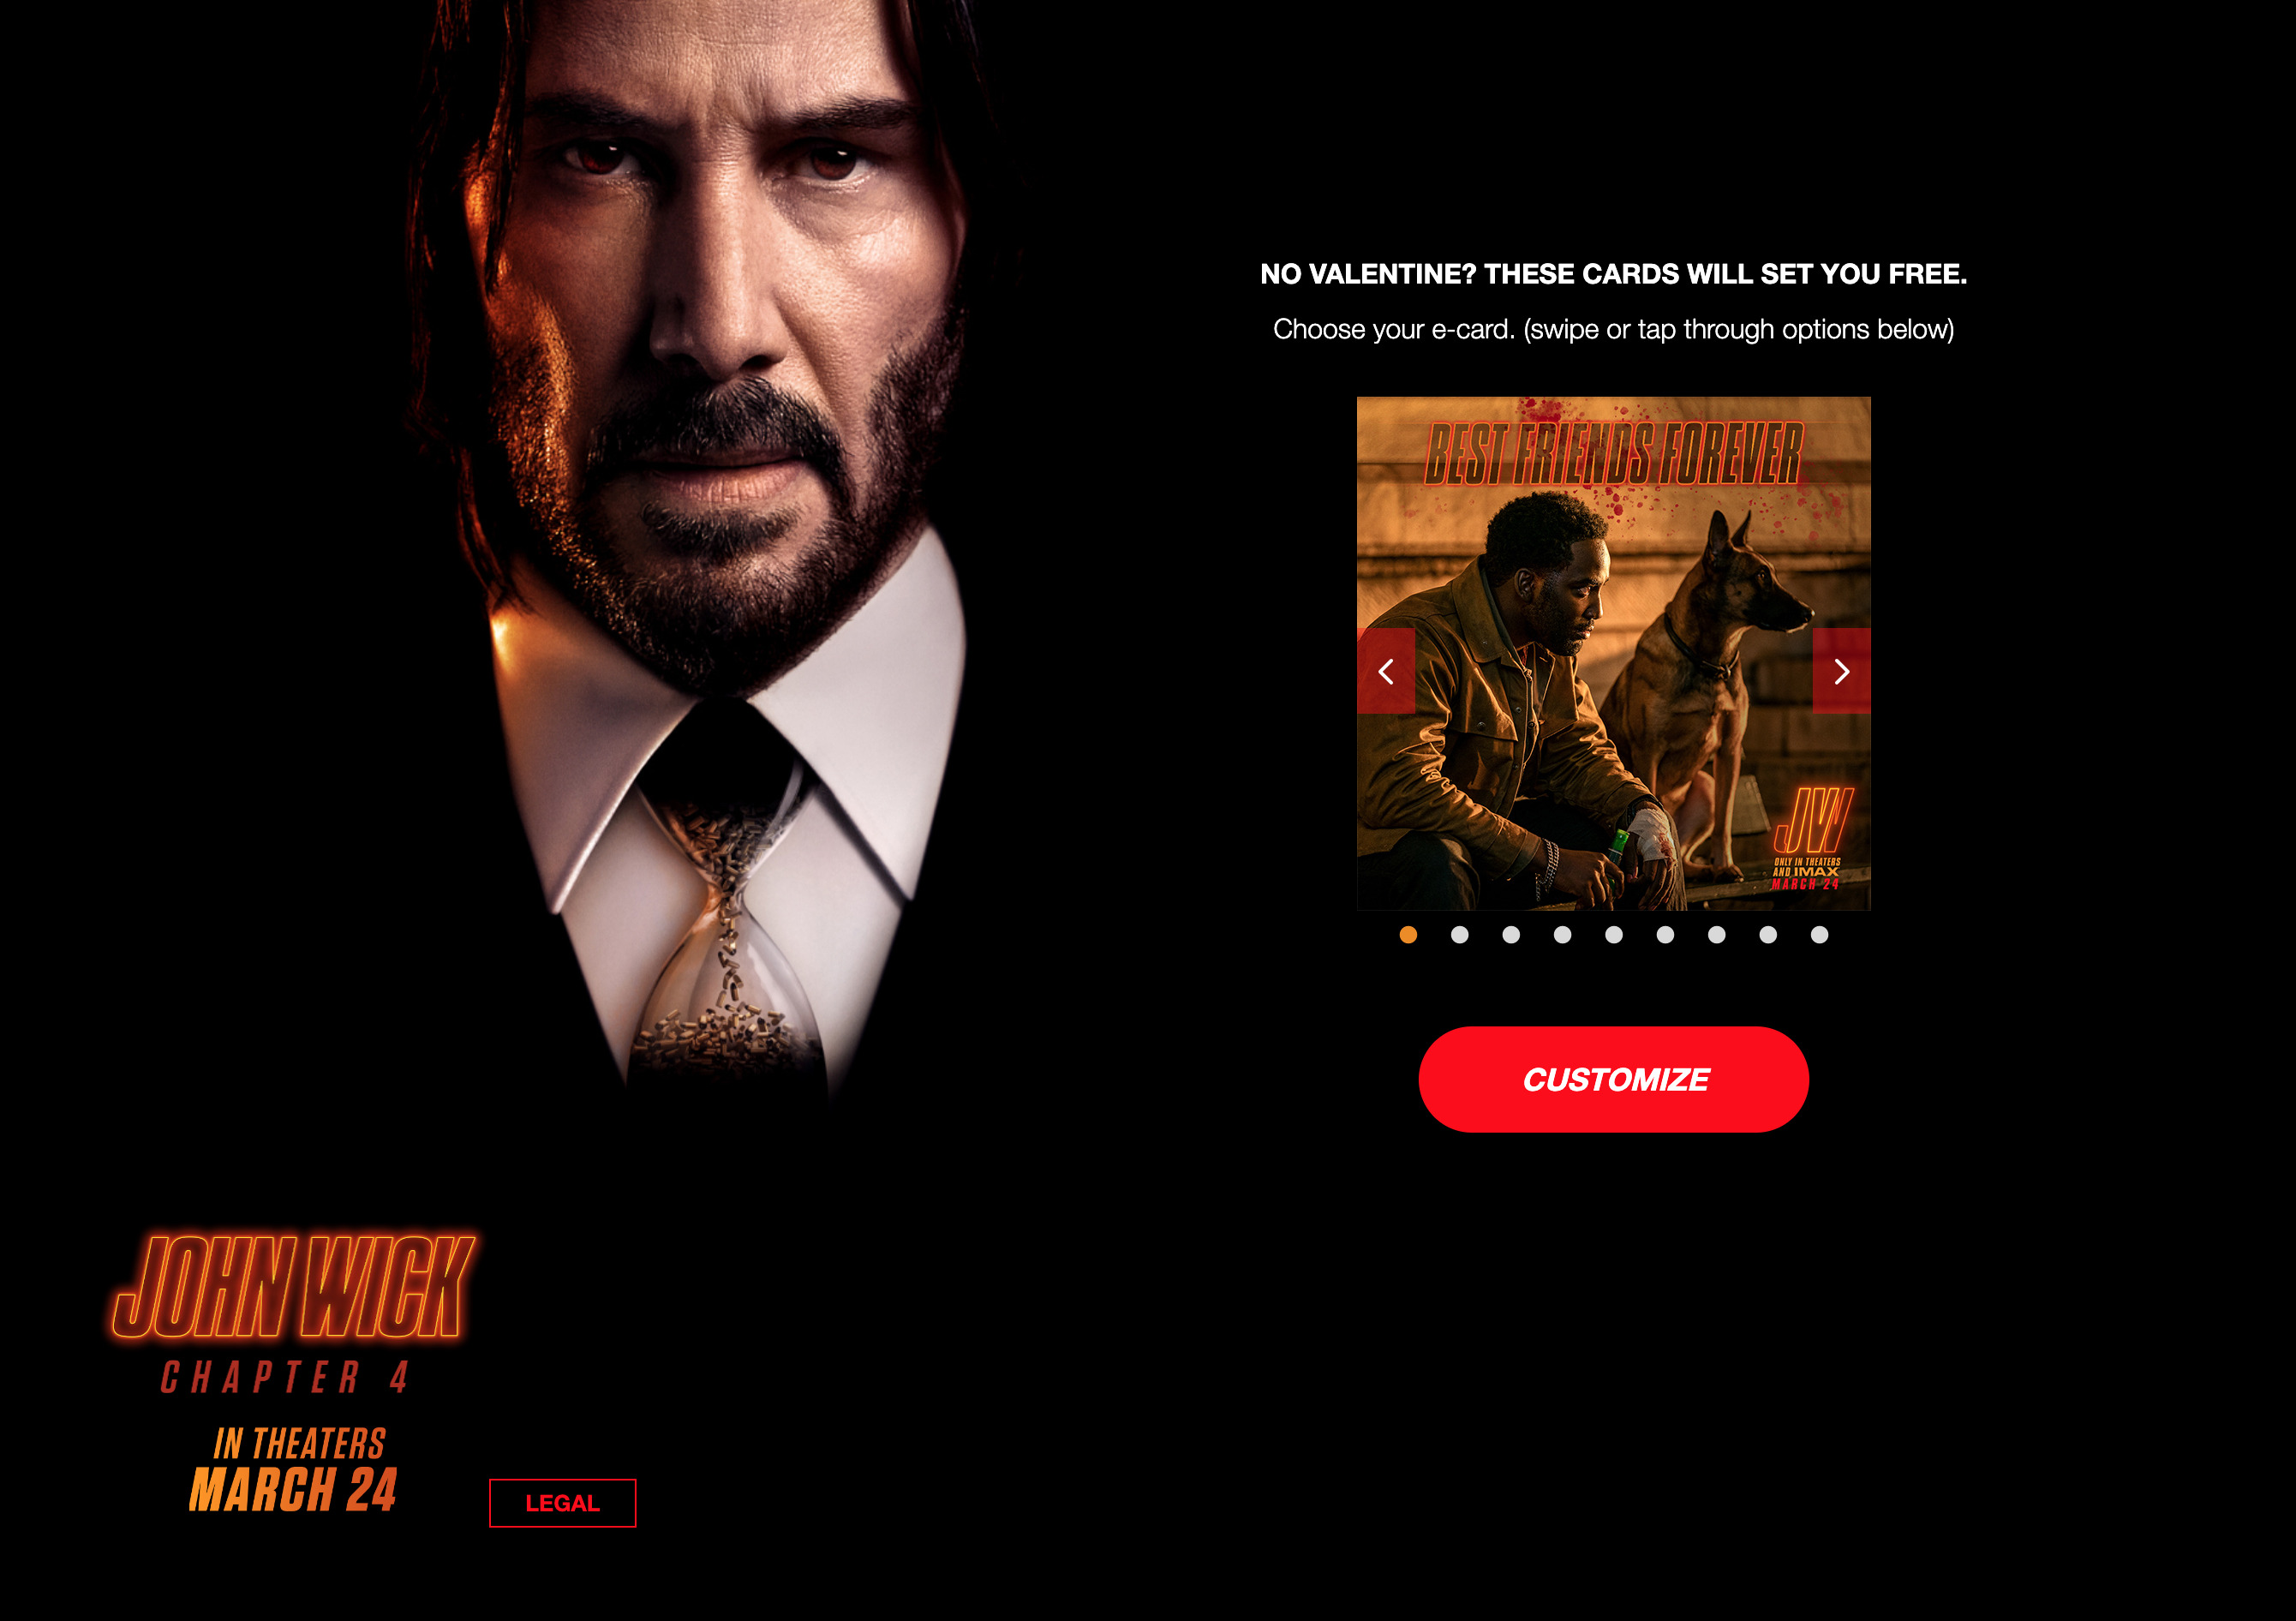 NO VALENTINE? THESE CARDS WILL SET YOU FREE.
Choose your e-card. (swipe or tap through options below)
BEST FRIENDS FOREVER
JW
ONLY IN THEATERS
AND IMAX
MARCH 24
CUSTOMIZE
JOHN WICK
CHAPTER 4
IN THEATERS
MARCH 24
LEGAL